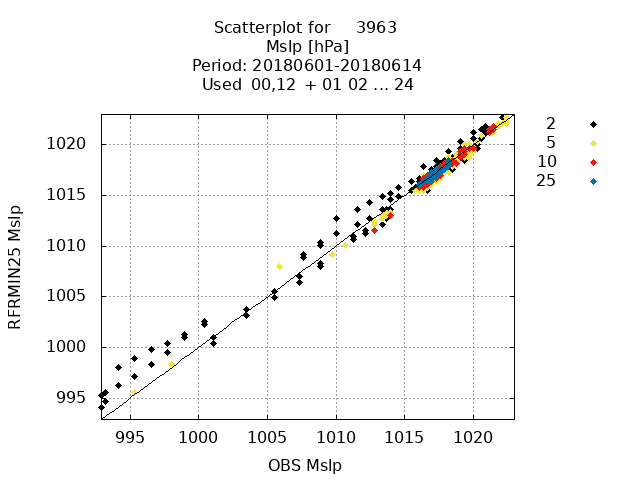 Scatterplot for 3963
Mslp [hPa]
Period: 20180601-20180614
Used 00,12 + 01 02 ... 24
2
5
10
25
RFRMIN25 Mslp
1020
1015
1010
1005
1000
995
995 1000 1005 1010 1015 1020
OBS Mslp